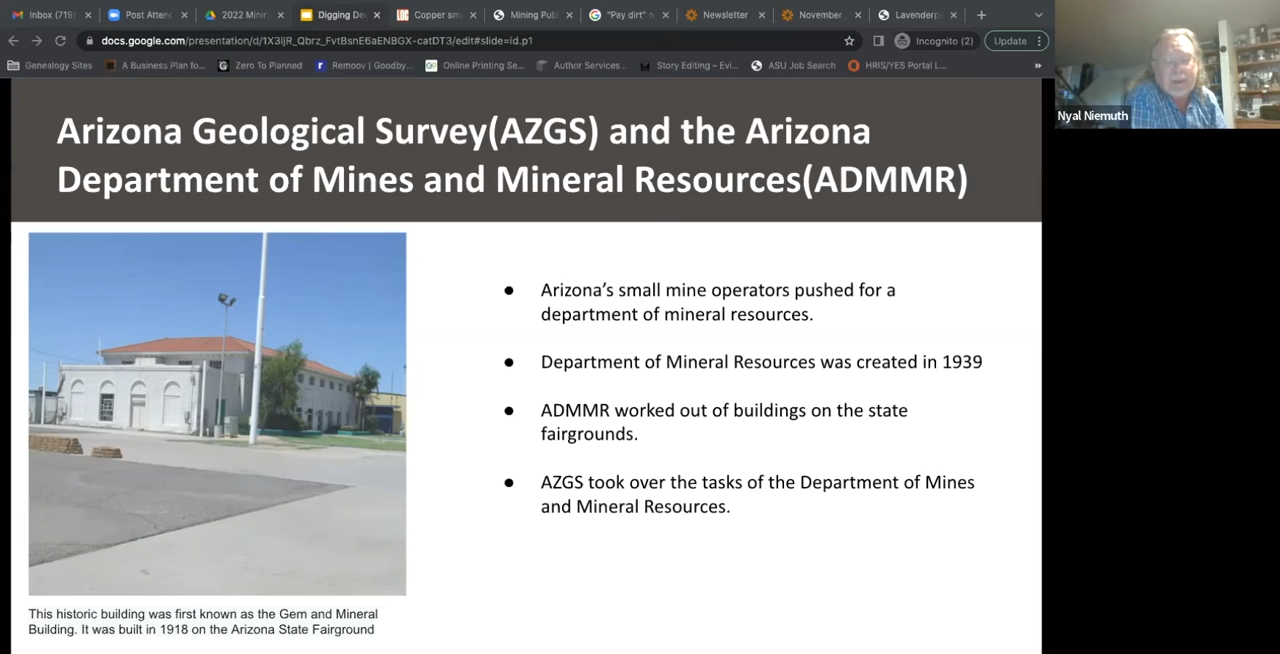 Inbox (719)
Post Atten
2022 Minir
Digging De
Copper sm
Mining Pub
"Pay dirt" n
Newsletter
November
Lavenderp
docs.google.com/presentation/d/1X3ljR_Qbrz_FvtBsnE6aENBGX-catDT3/edit#slide=id.p1
Incognito (2)
Update
Genealogy Sites
A Business Plan fo...
Zero To Planned
Remoov | Goodby...
Online Printing Se...
Author Services...
Story Editing – Evi...
ASU Job Search
HRIS/YES Portal L...
»
Nyal Niemuth
Arizona Geological Survey(AZGS) and the Arizona
Department of Mines and Mineral Resources(ADMMR)
● Arizona’s small mine operators pushed for a
department of mineral resources.
● Department of Mineral Resources was created in 1939
● ADMMR worked out of buildings on the state
fairgrounds.
● AZGS took over the tasks of the Department of Mines
and Mineral Resources.
This historic building was first known as the Gem and Mineral
Building. It was built in 1918 on the Arizona State Fairground